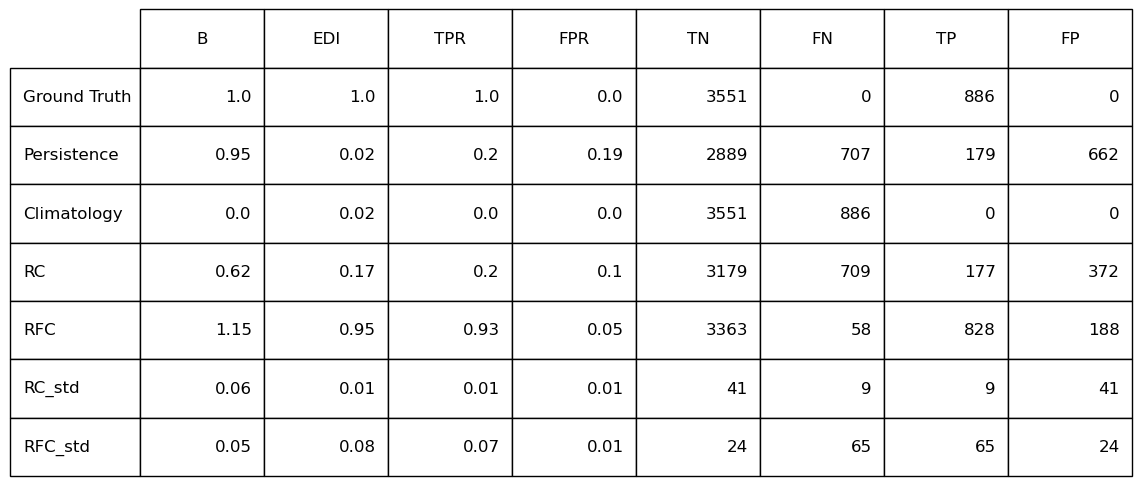 B EDI TPR FPR TN FN TP FP
Ground Truth 1.0 1.0 1.0 0.0 3551 0 886 0
Persistence 0.95 0.02 0.2 0.19 2889 707 179 662
Climatology 0.0 0.02 0.0 0.0 3551 886 0 0
RC 0.62 0.17 0.2 0.1 3179 709 177 372
RFC 1.15 0.95 0.93 0.05 3363 58 828 188
RC_std 0.06 0.01 0.01 0.01 41 9 9 41
RFC_std 0.05 0.08 0.07 0.01 24 65 65 24